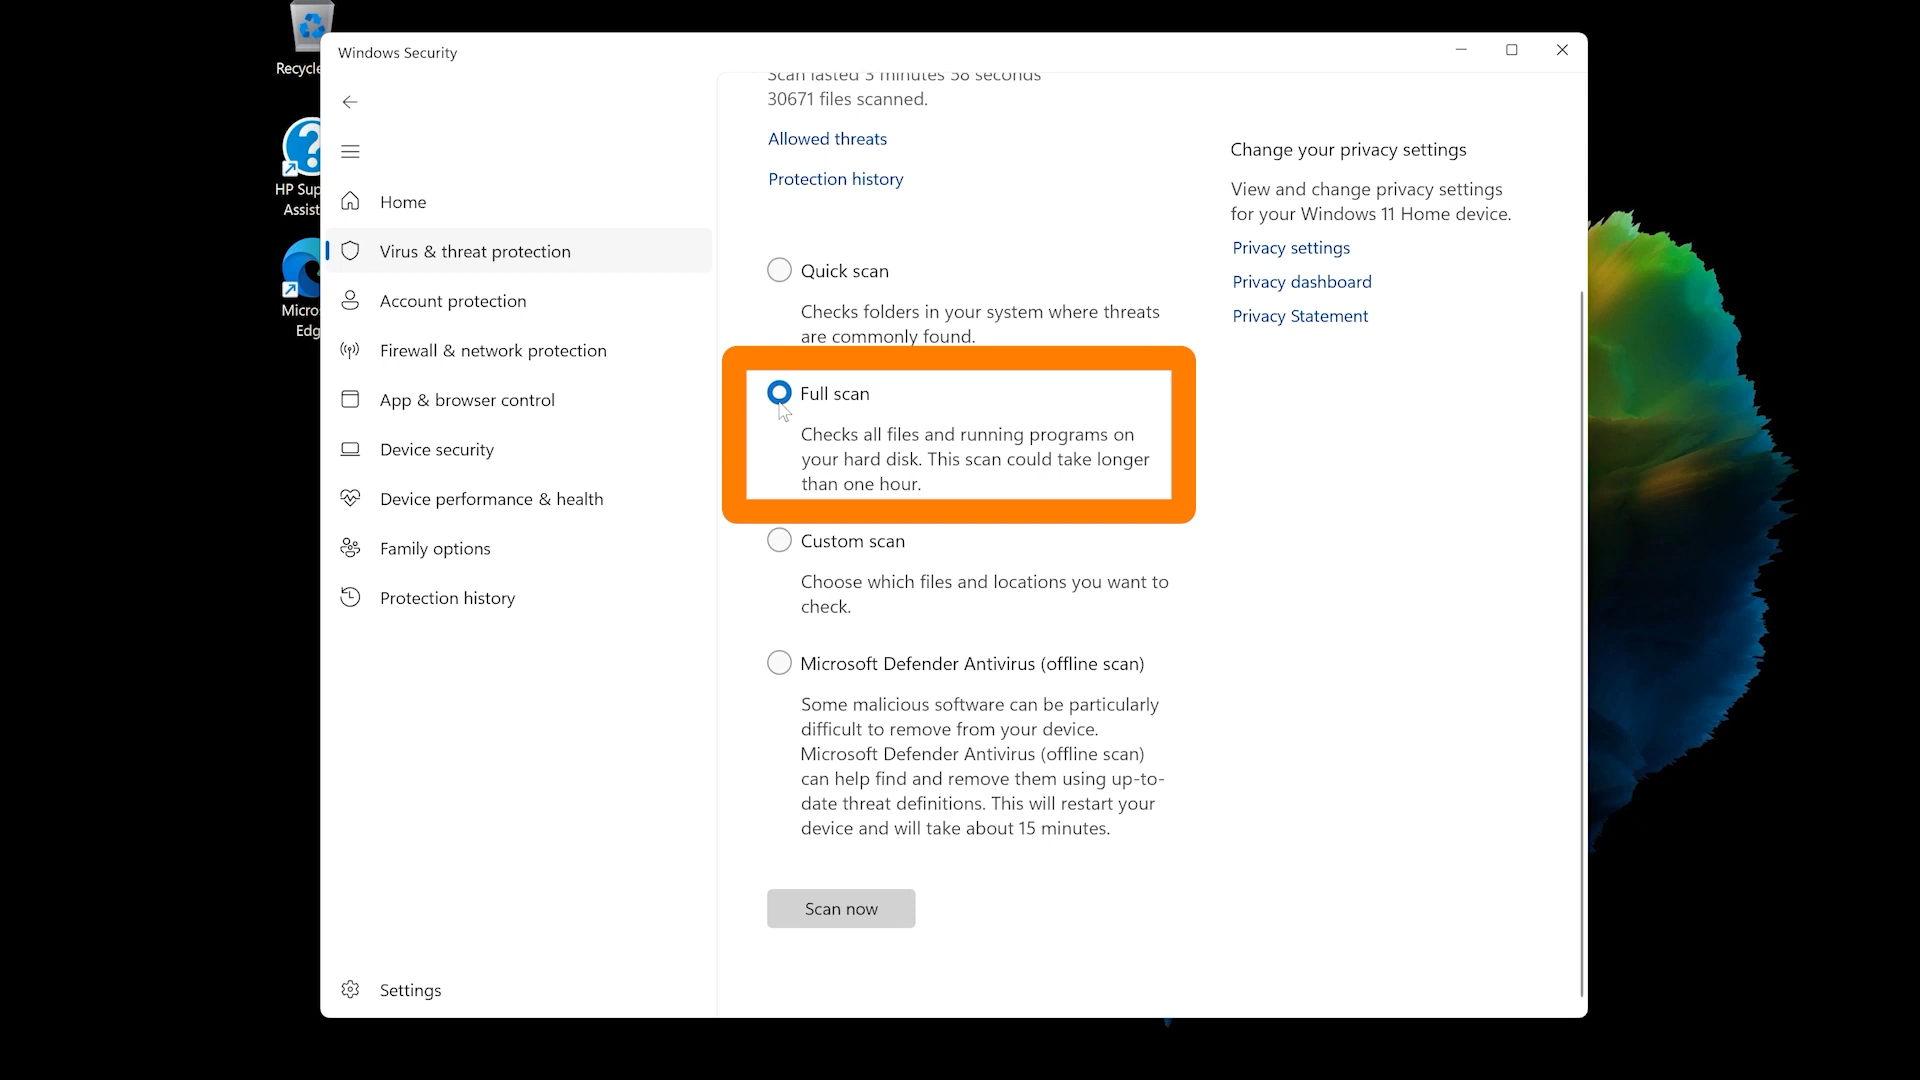 Recycle
HP Sup
Assist
Micros
Edg
Windows Security
Home
Virus & threat protection
Account protection
Firewall & network protection
App & browser control
Device security
Device performance & health
Family options
Protection history
Settings
Scan lasted 3 minutes 58 seconds
30671 files scanned.
Allowed threats
Protection history
Quick scan
Checks folders in your system where threats
are commonly found.
Full scan
Checks all files and running programs on
your hard disk. This scan could take longer
than one hour.
Custom scan
Choose which files and locations you want to
check.
Microsoft Defender Antivirus (offline scan)
Some malicious software can be particularly
difficult to remove from your device.
Microsoft Defender Antivirus (offline scan)
can help find and remove them using up-to-
date threat definitions. This will restart your
device and will take about 15 minutes.
Scan now
Change your privacy settings
View and change privacy settings
for your Windows 11 Home device.
Privacy settings
Privacy dashboard
Privacy Statement